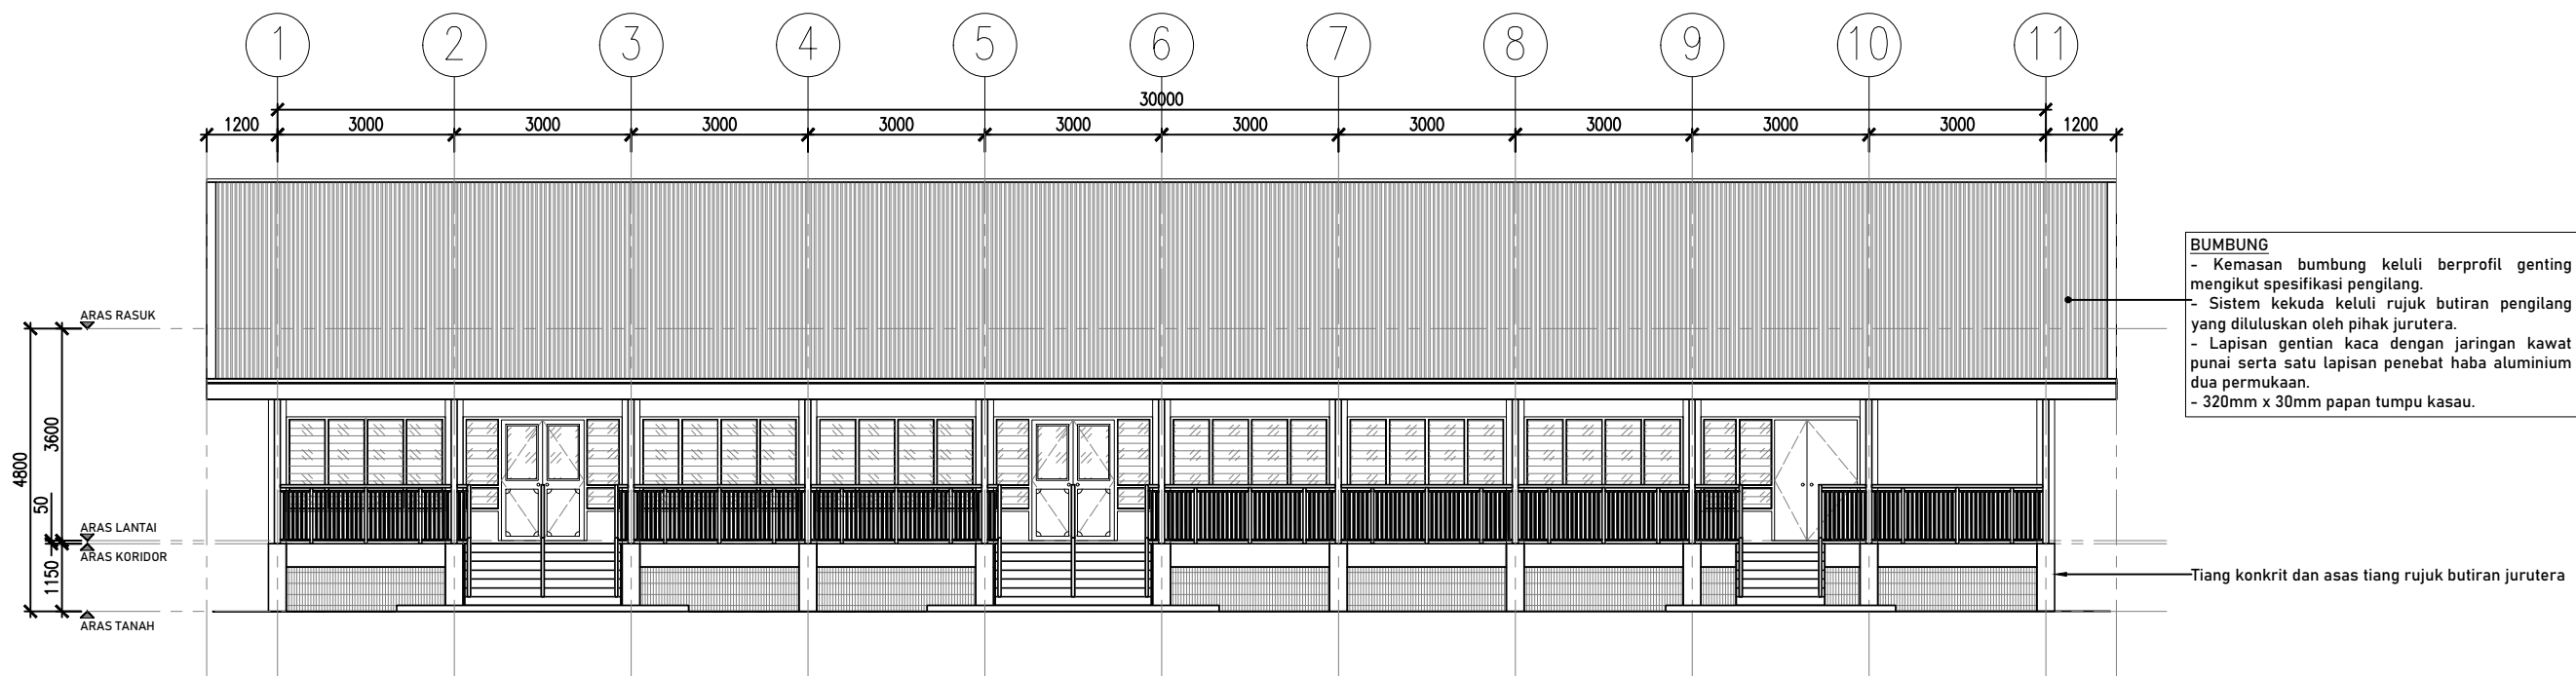 1 2 3 4 5 6 7 8 9 10 11
30000
1200 3000 3000 3000 3000 3000 3000 3000 3000 3000 3000 1200
BUMBUNG
- Kemasan bumbung keluli berprofil genting
mengikut spesifikasi pengilang.
- Sistem kekuda keluli rujuk butiran pengilang
yang diluluskan oleh pihak jurutera.
- Lapisan gentian kaca dengan jaringan kawat
punai serta satu lapisan penebat haba aluminium
dua permukaan.
- 320mm x 30mm papan tumpu kasau.
ARAS RASUK
4800
3600
50
1150
ARAS LANTAI
ARAS KORIDOR
ARAS TANAH
Tiang konkrit dan asas tiang rujuk butiran jurutera